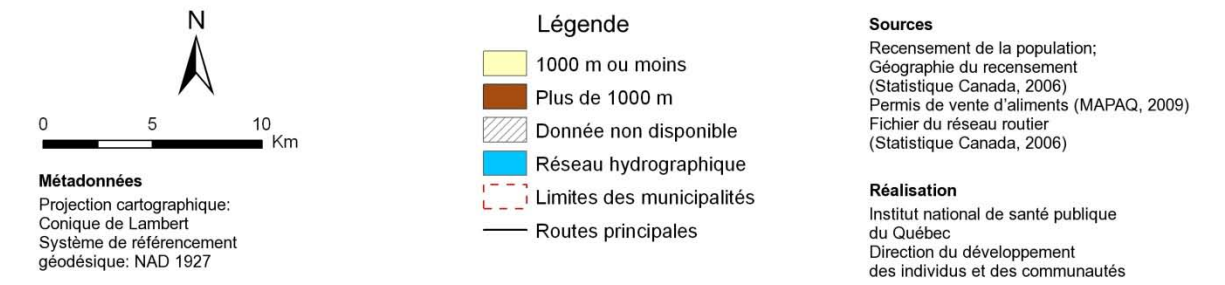 N
0 5 10
Km
Métadonnées
Projection cartographique:
Conique de Lambert
Système de référencement
géodésique: NAD 1927
Légende
1000 m ou moins
Plus de 1000 m
Donnée non disponible
Réseau hydrographique
Limites des municipalités
Routes principales
Sources
Recensement de la population;
Géographie du recensement
(Statistique Canada, 2006)
Permis de vente d'aliments (MAPAQ, 2009)
Fichier du réseau routier
(Statistique Canada, 2006)
Réalisation
Institut national de santé publique
du Québec
Direction du développement
des individus et des communautés